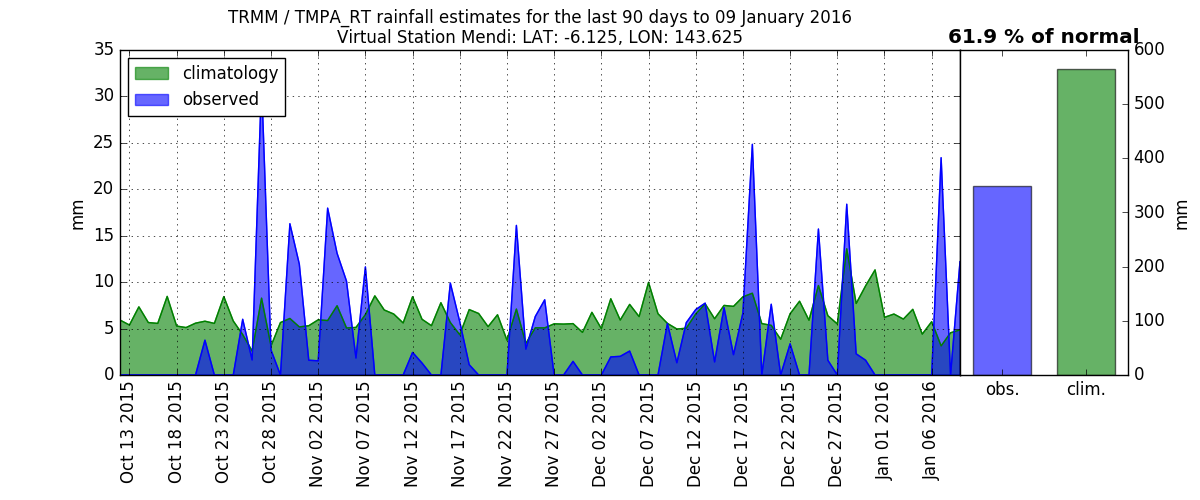 TRMM / TMPA_RT rainfall estimates for the last 90 days to 09 January 2016
Virtual Station Mendi: LAT: -6.125, LON: 143.625
61.9 % of normal
climatology
observed
35
30
25
20
15
10
5
0
mm
Oct 13 2015
Oct 18 2015
Oct 23 2015
Oct 28 2015
Nov 02 2015
Nov 07 2015
Nov 12 2015
Nov 17 2015
Nov 22 2015
Nov 27 2015
Dec 02 2015
Dec 07 2015
Dec 12 2015
Dec 17 2015
Dec 22 2015
Dec 27 2015
Jan 01 2016
Jan 06 2016
obs.
clim.
600
500
400
300
200
100
0
mm